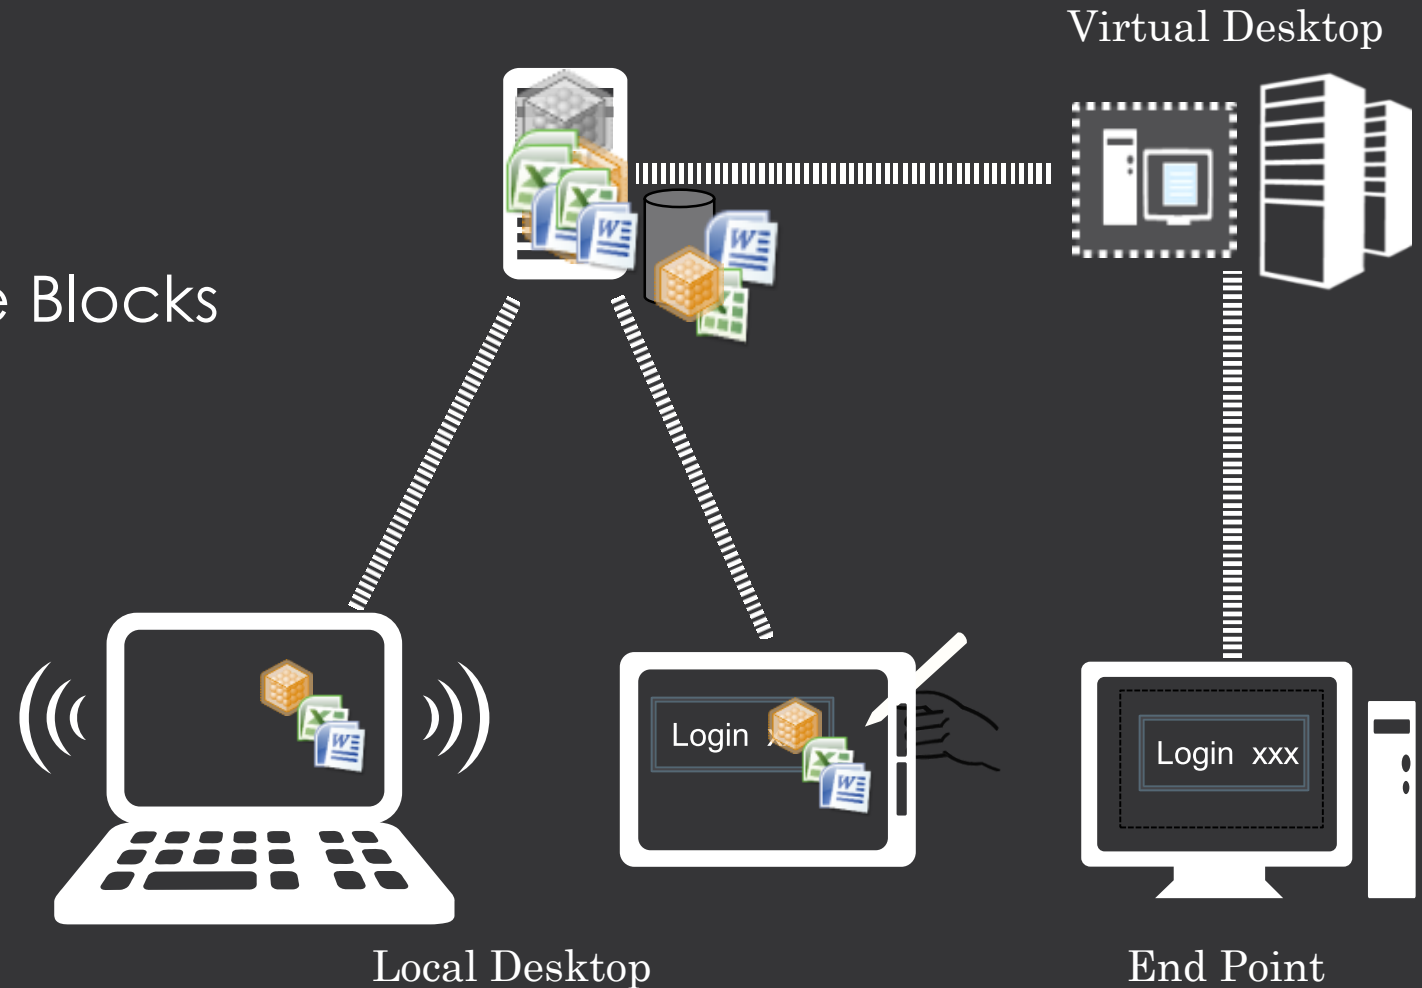 Virtual Desktop
e Blocks
Login x
Login xxx
Local Desktop
End Point